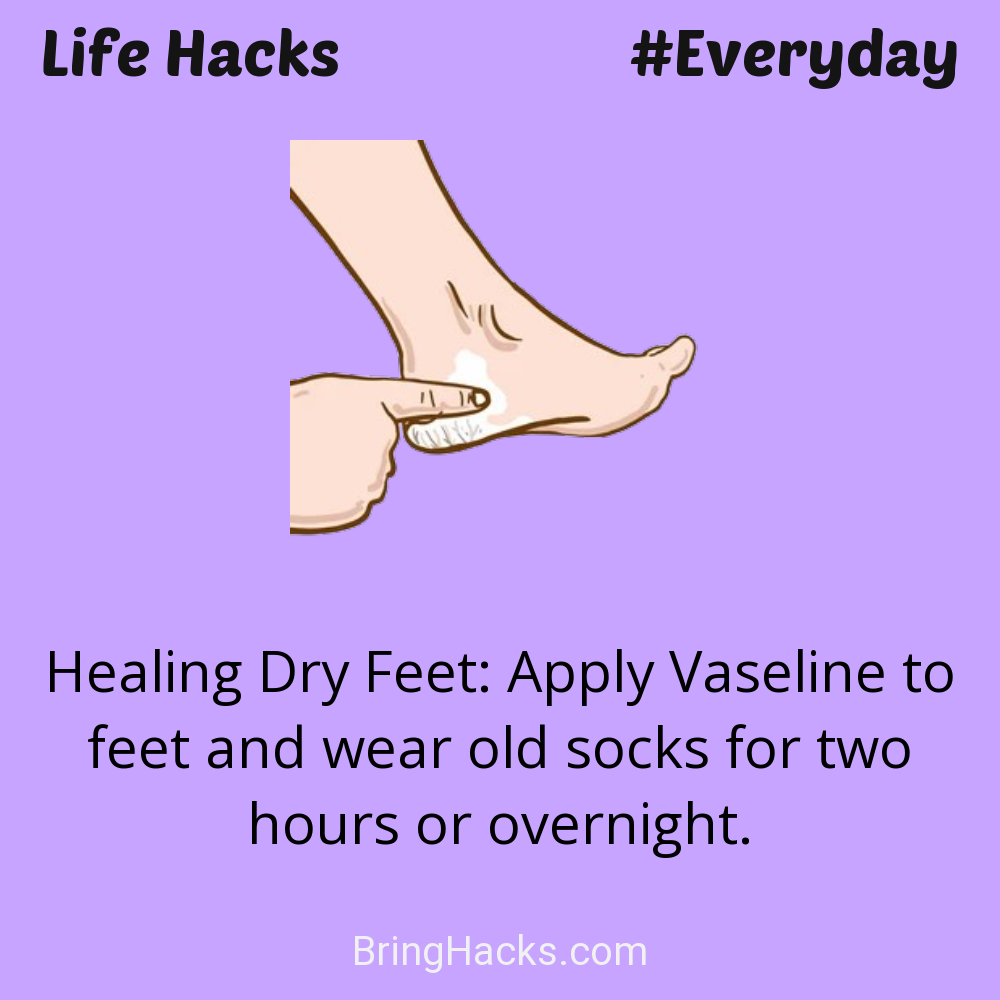 Life Hacks
#Everyday
Healing Dry Feet: Apply Vaseline to
feet and wear old socks for two
hours or overnight.
BringHacks.com